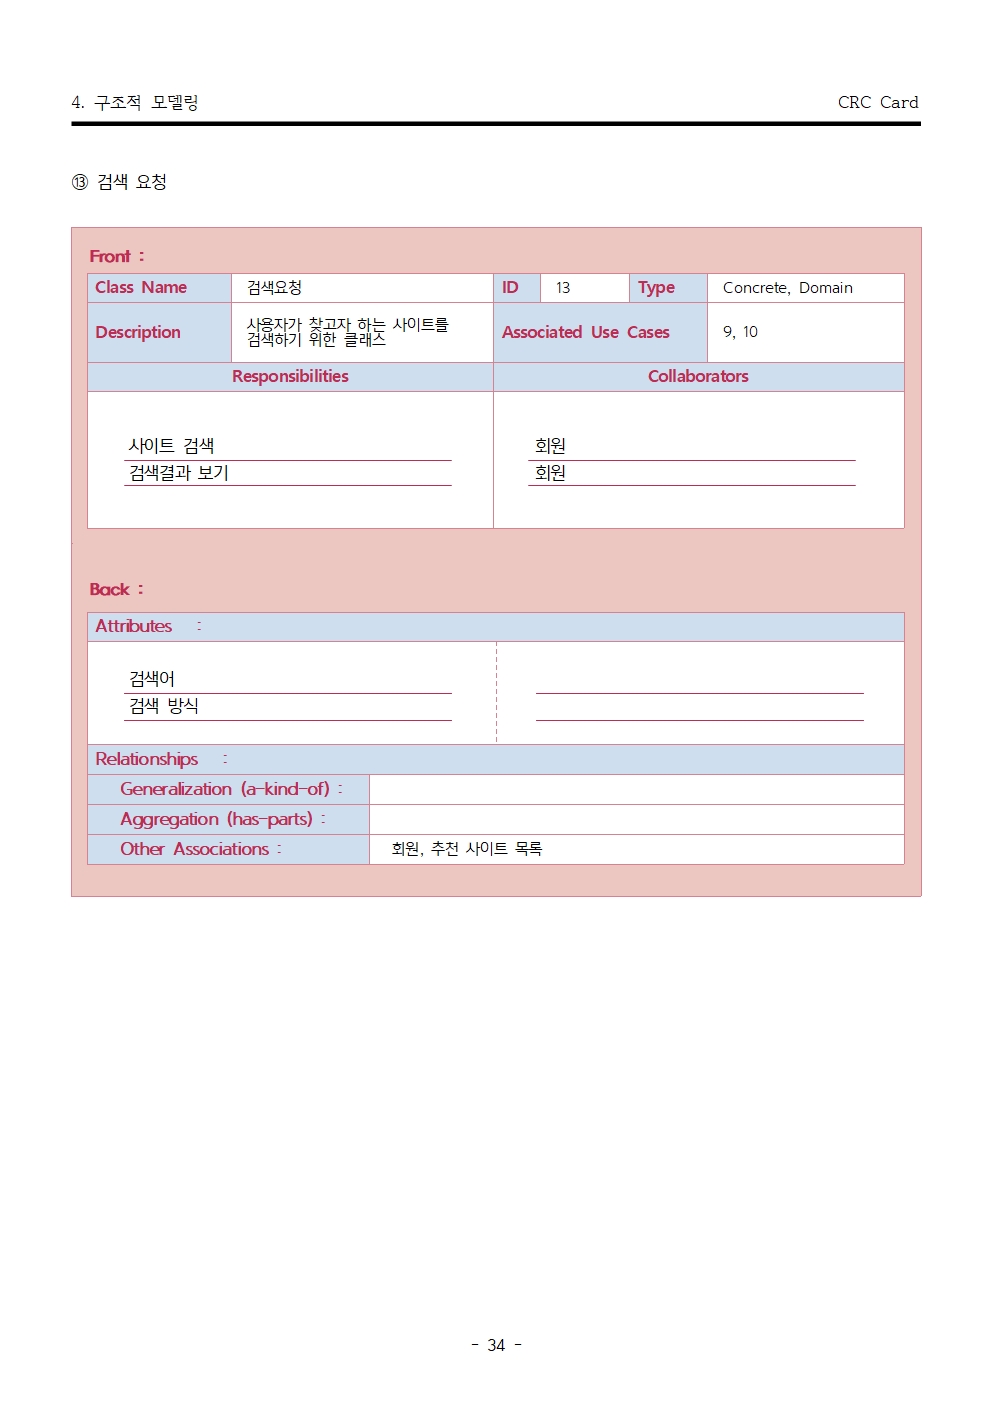 4. 구조적 모델링 CRC Card
⑬ 검색 요청
Front :
Class Name 검색요청 ID 13 Type Concrete, Domain
Description 사용자가 찾고자 하는 사이트를
검색하기 위한 클래스 Associated Use Cases 9, 10
Responsibilities Collaborators
사이트 검색 회원
검색결과 보기 회원
Back :
Attributes :
검색어
검색 방식
Relationships :
Generalization (a-kind-of) :
Aggregation (has-parts) :
Other Associations : 회원, 추천 사이트 목록
- 34 -